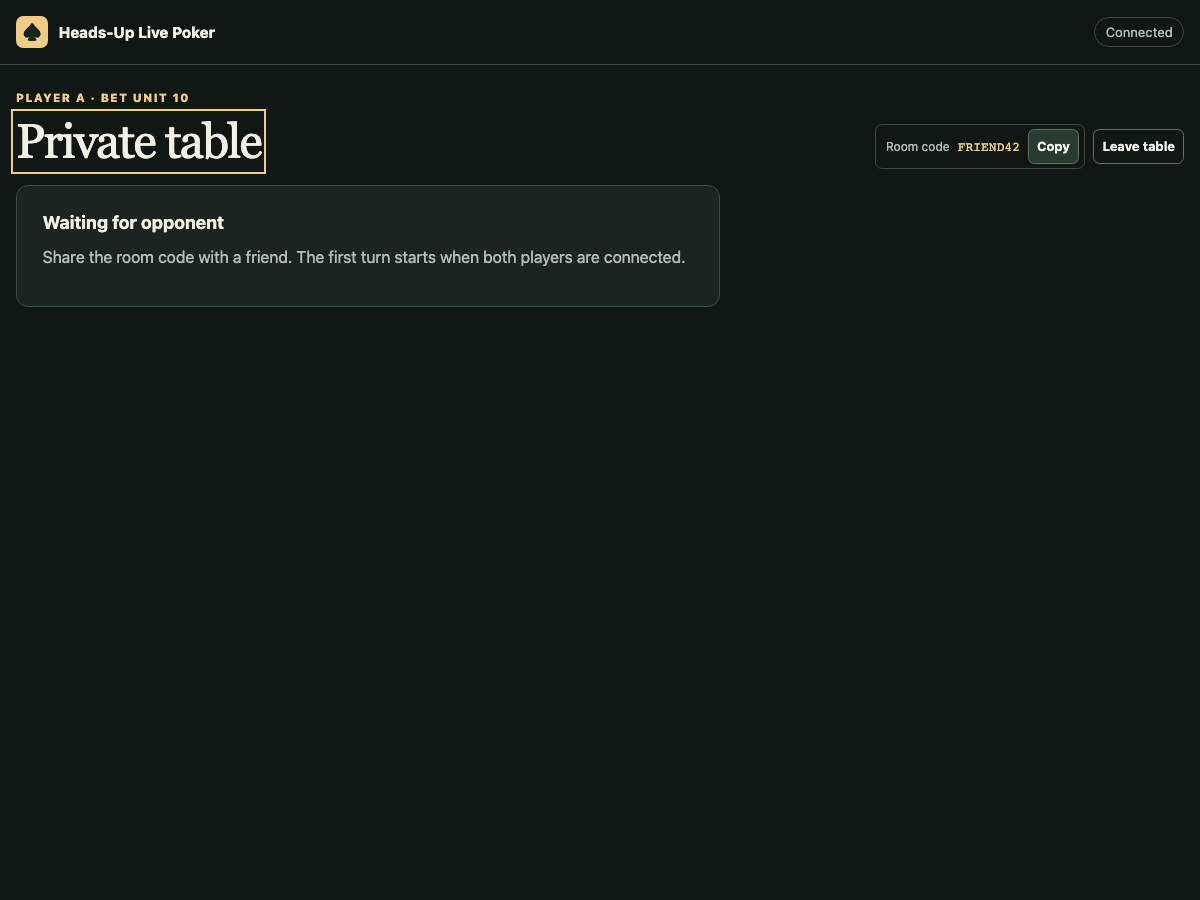 Heads-Up Live Poker
Connected
PLAYER A · BET UNIT 10
Private table
Room code FRIEND42 Copy Leave table
Waiting for opponent
Share the room code with a friend. The first turn starts when both players are connected.